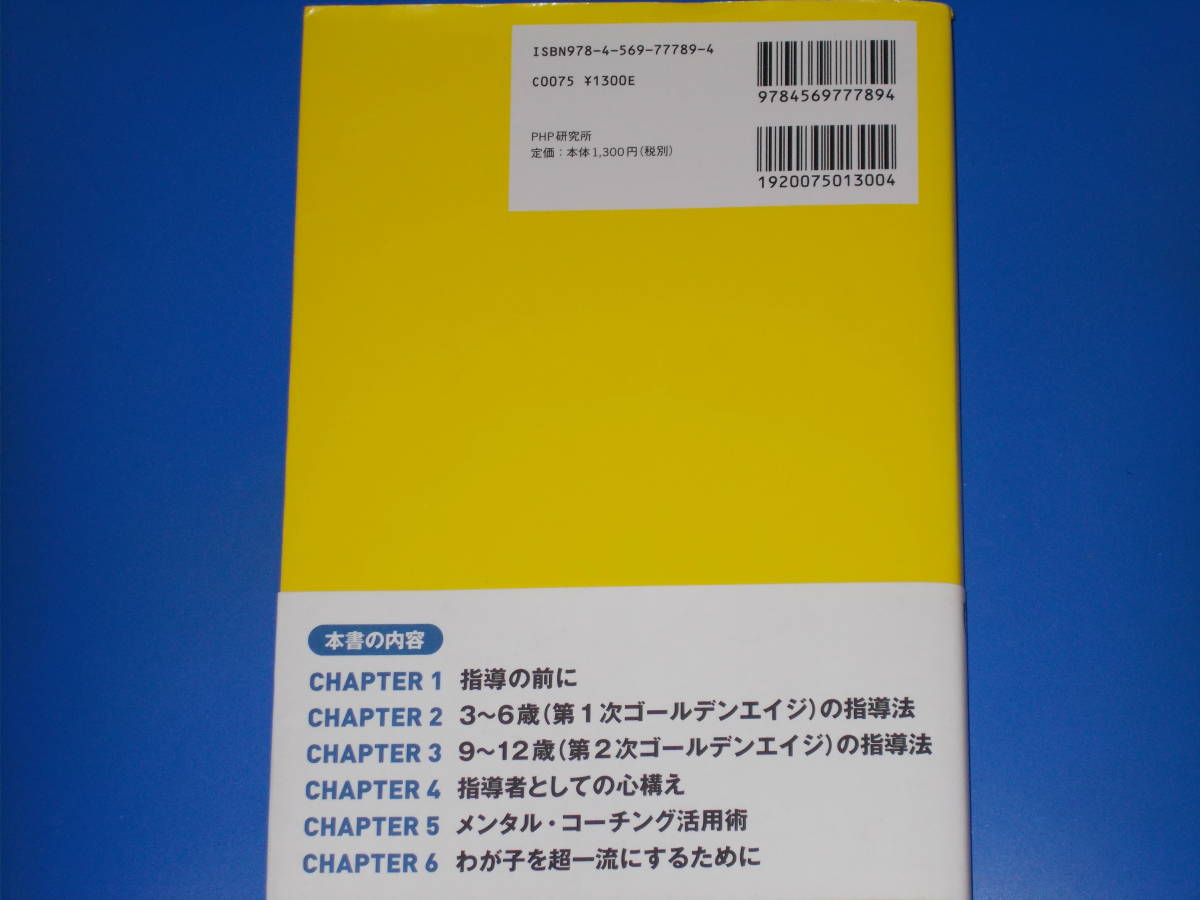 ISBN978-4-569-77789-4
C0075 ¥1300E
PHP研究所
定価：本体1,300円（税別）
9784569777894
1920075013004
本書の内容
CHAPTER 1 指導の前に
CHAPTER 2 3〜6歳（第1次ゴールデンエイジ）の指導法
CHAPTER 3 9〜12歳（第2次ゴールデンエイジ）の指導法
CHAPTER 4 指導者としての心構え
CHAPTER 5 メンタル・コーチング活用術
CHAPTER 6 わが子を超一流にするために